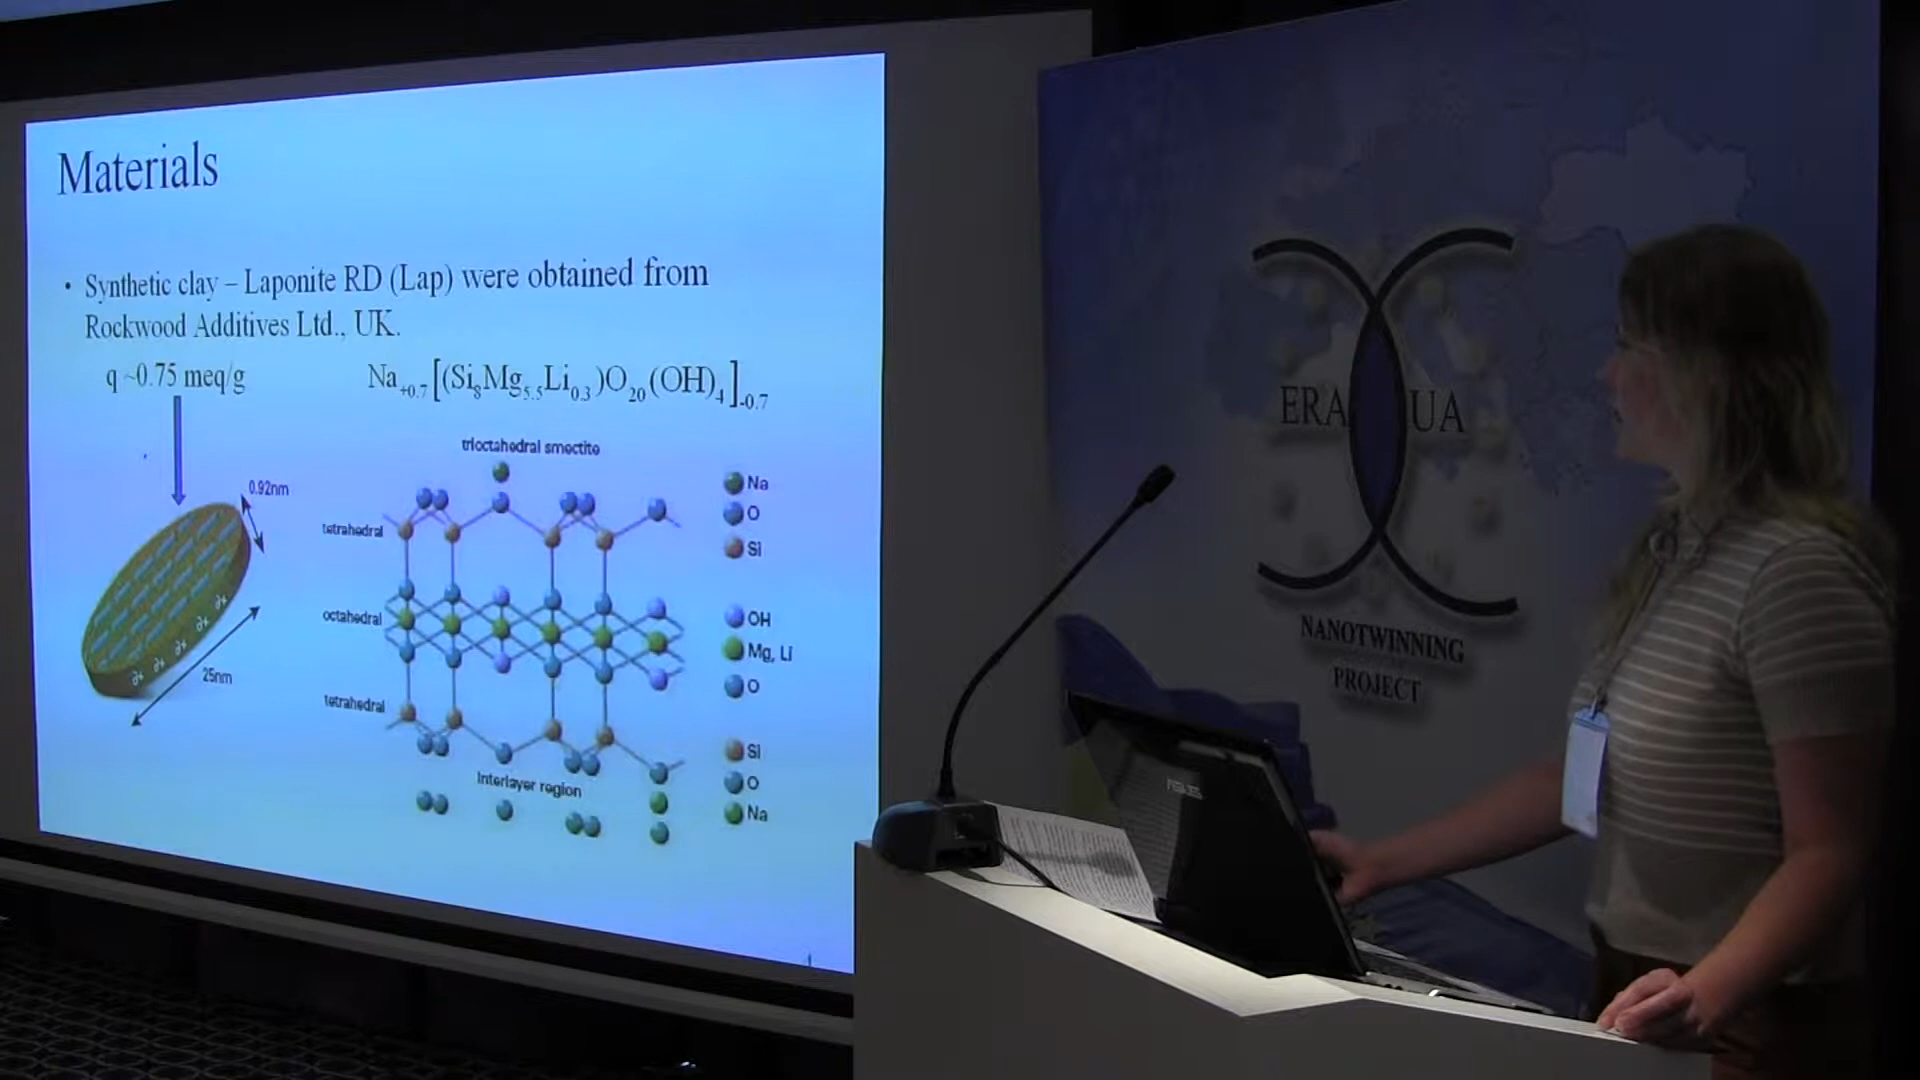 Materials
• Synthetic clay – Laponite RD (Lap) were obtained from
Rockwood Additives Ltd., UK.
q ~0.75 meq/g
Na+0.7[(Si8Mg5.5Li0.3)O20(OH)4]-0.7
trioctahedral smectite
0.92nm
25nm
∂+ ∂+ ∂+ ∂+ ∂+
tetrahedral
octahedral
tetrahedral
Interlayer region
Na
O
Si
OH
Mg, Li
O
Si
O
Na
ERA UA
NANOTWINNING
PROJECT
ASUS